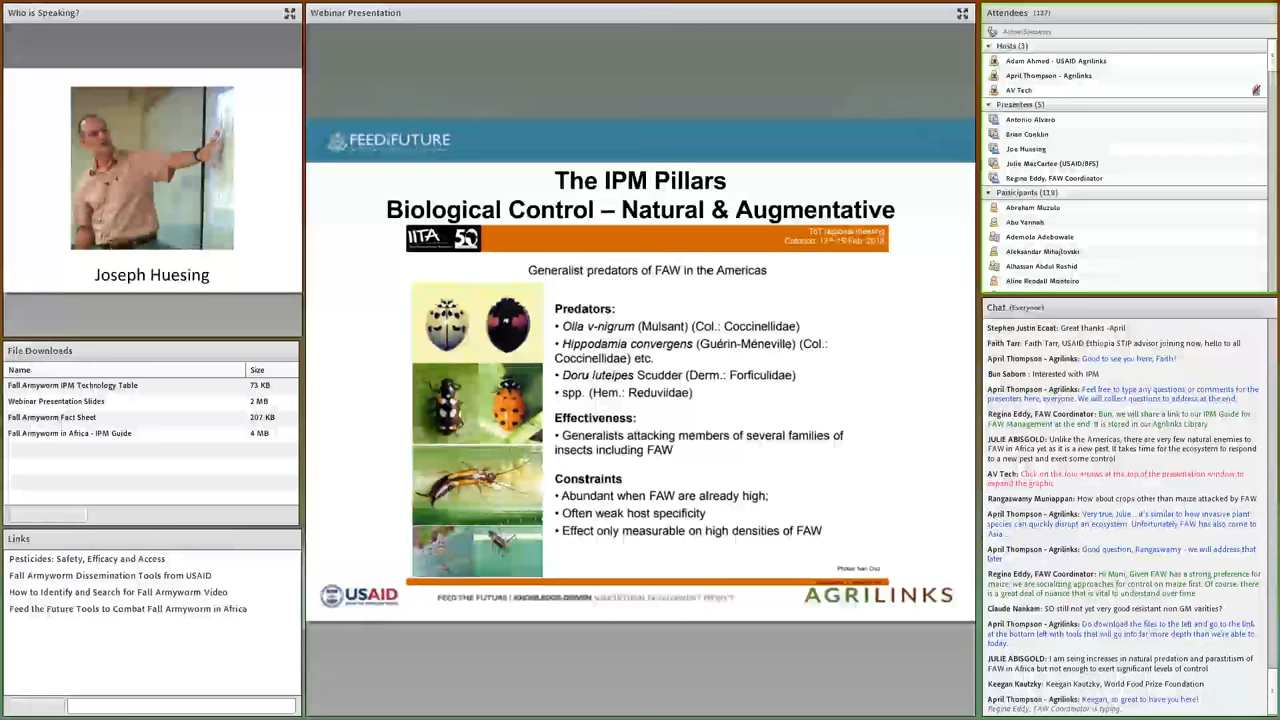 Who is Speaking?
Joseph Huesing
File Downloads
Name Size
Fall Armyworm IPM Technology Table 73 KB
Webinar Presentation Slides 2 MB
Fall Armyworm Fact Sheet 207 KB
Fall Armyworm in Africa - IPM Guide 4 MB
Links
Pesticides: Safety, Efficacy and Access
Fall Armyworm Dissemination Tools from USAID
How to Identify and Search for Fall Armyworm Video
Feed the Future Tools to Combat Fall Armyworm in Africa
Webinar Presentation
FEED THE FUTURE
The IPM Pillars
Biological Control – Natural & Augmentative
IITA 50
ToT regional meeting
Cotonou, 2018
Generalist predators of FAW in the Americas
Predators:
• Olla v-nigrum (Mulsant) (Col.: Coccinellidae)
• Hippodamia convergens (Guérin-Méneville) (Col.:
Coccinellidae) etc.
• Doru luteipes Scudder (Derm.: Forficulidae)
• spp. (Hem.: Reduviidae)
Effectiveness:
• Generalists attacking members of several families of
insects including FAW
Constraints
• Abundant when FAW are already high;
• Often weak host specificity
• Effect only measurable on high densities of FAW
Photos: Ivan Cruz
USAID
AGRILINKS
Attendees (127)
Active Speakers
Hosts (3)
Adam Ahmed - USAID Agrilinks
April Thompson - Agrilinks
AV Tech
Presenters (5)
Antonio Alvaro
Brian Conklin
Joe Huesing
Julie MacCartee (USAID/BFS)
Regina Eddy, FAW Coordinator
Participants (119)
Abraham Muzulu
Abu Yarmah
Ademola Adebowale
Aleksandar Mihajlovski
Alhassan Abdul Rashid
Aline Rendall Monteiro
Chat (Everyone)
Stephen Justin Ecaat: Great thanks -April
Faith Tarr: Faith Tarr, USAID Ethiopia STIP advisor joining now, hello to all
April Thompson - Agrilinks: Good to see you here, Faith!
Bun Saborn : Interested with IPM
April Thompson - Agrilinks: Feel free to type any questions or comments for the
presenters here, everyone. We will collect questions to address at the end.
Regina Eddy, FAW Coordinator: Bun, we will share a link to our IPM Guide for
FAW Management at the end. It is stored in our Agrilinks Library
JULIE ABISGOLD: Unlike the Americas, there are very few natural enemies to
FAW in Africa yet as it is a new pest. It takes time for the ecosystem to respond
to a new pest and exert some control
AV Tech: Click on the four arrows at the top of the presentation window to
expand the graphic
Rangaswamy Muniappan: How about crops other than maize attacked by FAW
April Thompson - Agrilinks: Very true, Julie... it's similar to how invasive plant
species can quickly disrupt an ecosystem. Unfortunately FAW has also come to
Asia...
April Thompson - Agrilinks: Good question, Rangaswamy - we will address that
later
Regina Eddy, FAW Coordinator: Hi Muni, Given FAW has a strong preference for
maize, we are socializing approaches for control on maize first. Of course, there
is a great deal of nuance that is vital to understand over time
Claude Nankam: SO still not yet very good resistant non GM varities?
April Thompson - Agrilinks: Do download the files to the left and go to the link
at the bottom left with tools that will go into far more depth than we're able to
today.
JULIE ABISGOLD: I am seing increases in natural predation and parasitism of
FAW in Africa but not enough to exert significant levels of control
Keegan Kautzky: Keegan Kautzky, World Food Prize Foundation
April Thompson - Agrilinks: Keegan, so great to have you here!
Regina Eddy, FAW Coordinator is typing...